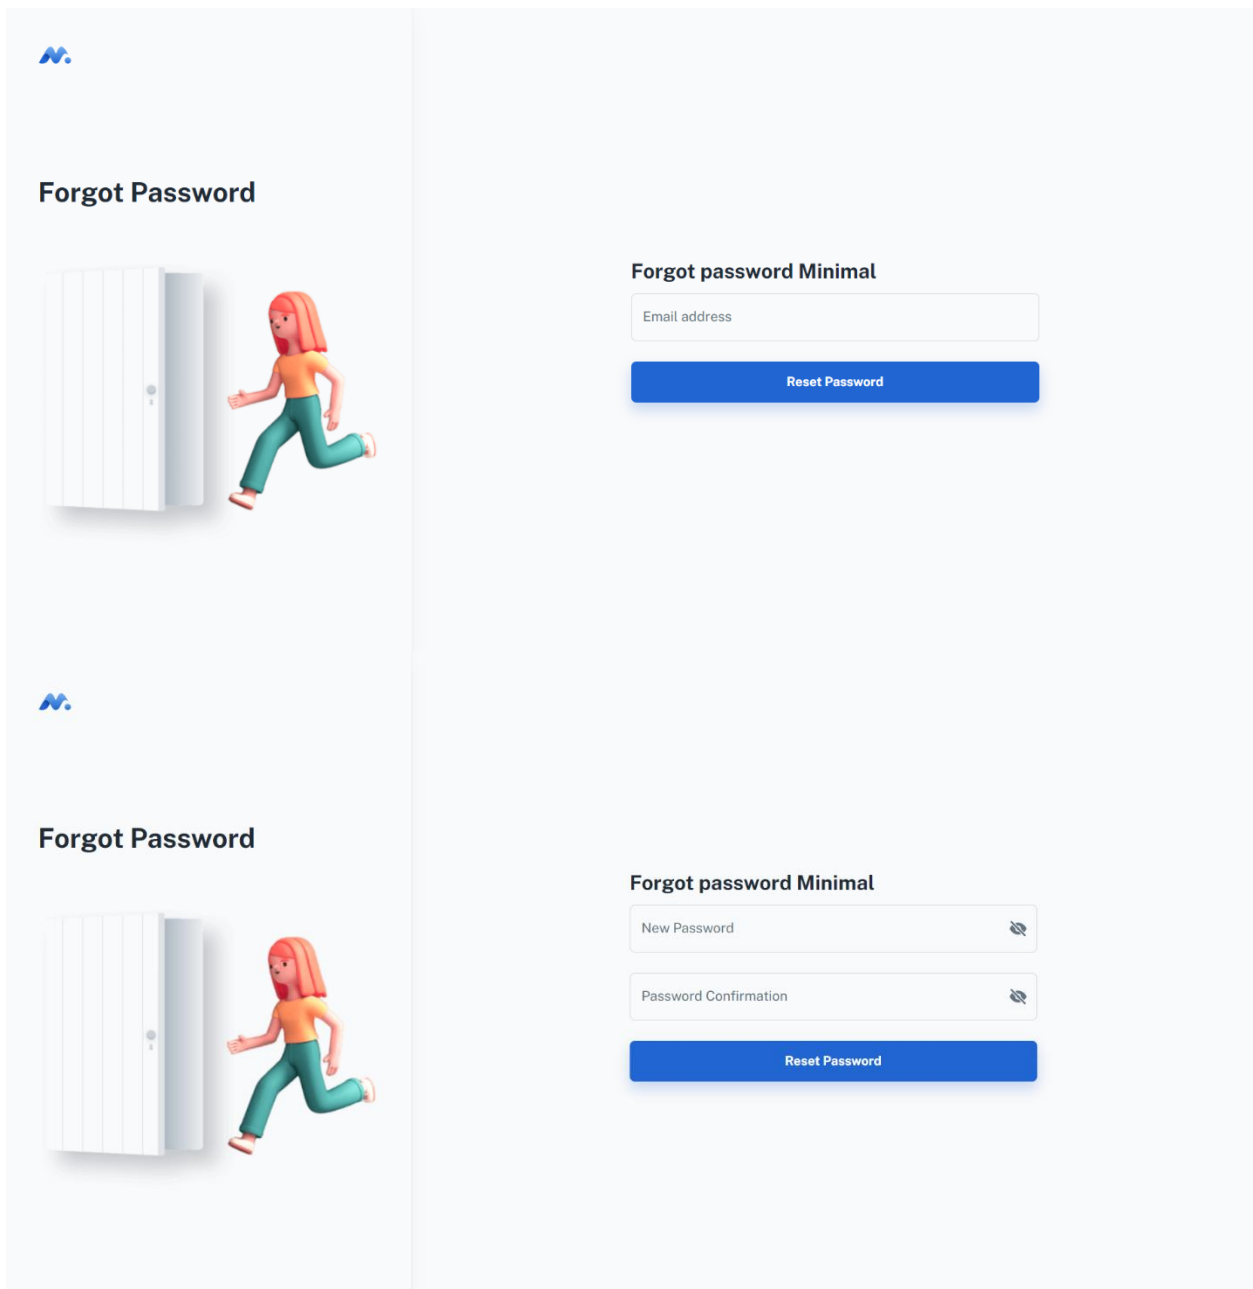 Forgot Password
Forgot password Minimal
Email address
Reset Password
Forgot Password
Forgot password Minimal
New Password
Password Confirmation
Reset Password